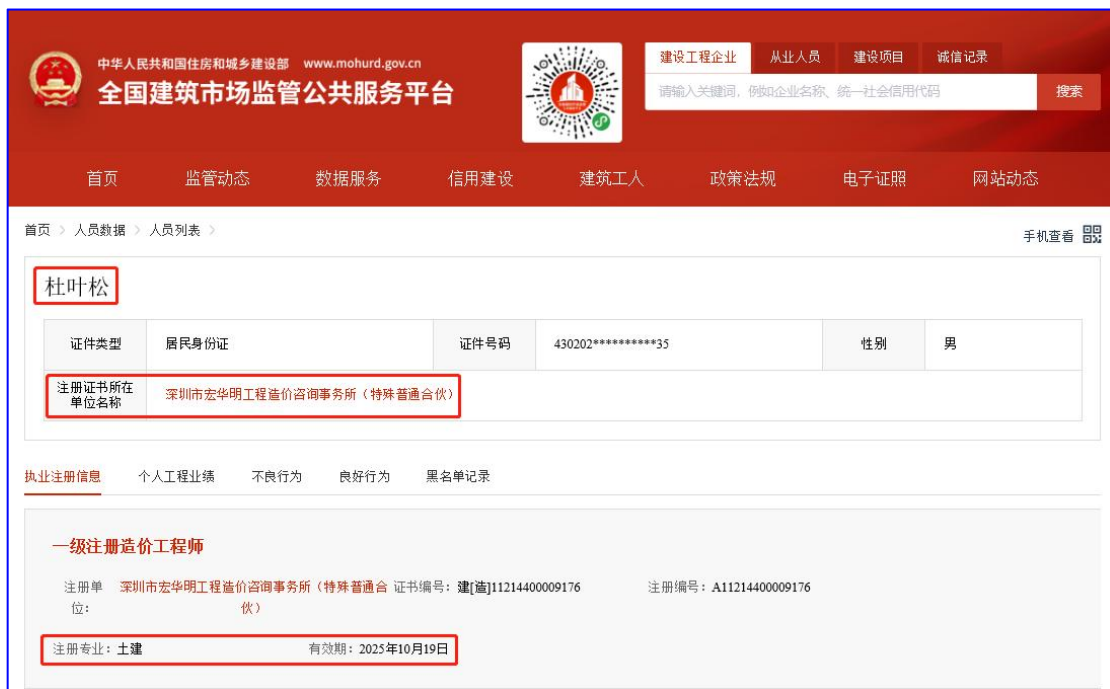 中华人民共和国住房和城乡建设部 www.mohurd.gov.cn
全国建筑市场监管公共服务平台
建设工程企业 从业人员 建设项目 诚信记录
请输入关键词，例如企业名称、统一社会信用代码 搜索
首页 监管动态 数据服务 信用建设 建筑工人 政策法规 电子证照 网站动态
首页 > 人员数据 > 人员列表 >
手机查看
杜叶松
证件类型 居民身份证 证件号码 430202**********35 性别 男
注册证书所在
单位名称
深圳市宏华明工程造价咨询事务所（特殊普通合伙）
执业注册信息 个人工程业绩 不良行为 良好行为 黑名单记录
一级注册造价工程师
注册单 深圳市宏华明工程造价咨询事务所（特殊普通合 证书编号：建[造]11214400009176 注册编号：A11214400009176
位： 伙）
注册专业：土建 有效期：2025年10月19日